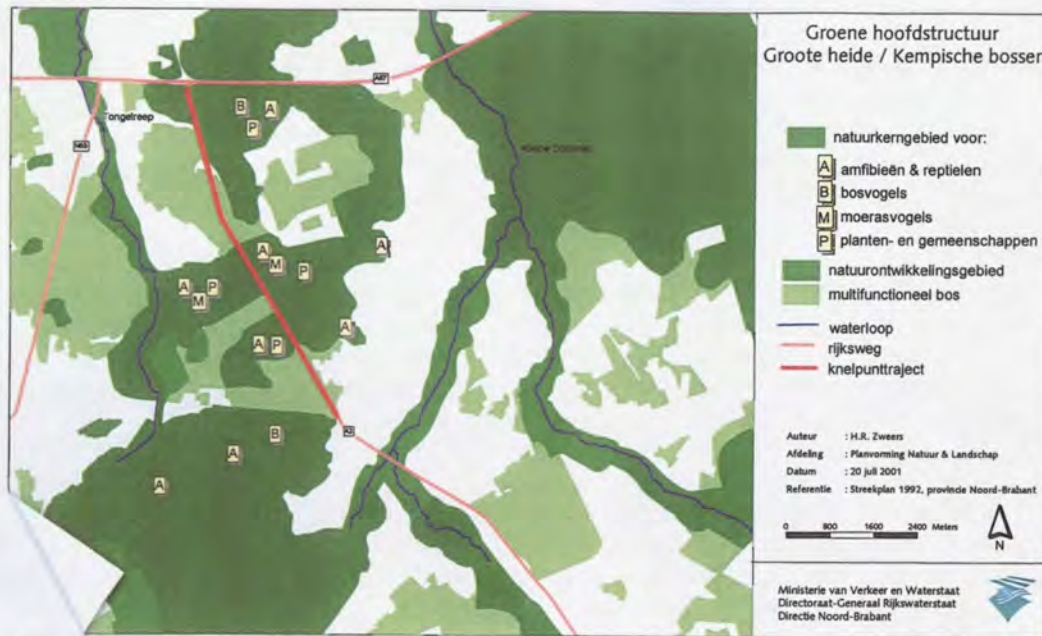 Groene hoofdstructuur
Groote heide / Kempische bossen
natuurkerngebied voor:
A amfibieën & reptielen
B bosvogels
M moerasvogels
P planten- en gemeenschappen
natuurontwikkelingsgebied
multifunctioneel bos
waterloop
rijksweg
knelpunttraject
Auteur : H.R. Zweers
Afdeling : Planvorming Natuur & Landschap
Datum : 20 juli 2001
Referentie : Streekplan 1992, provincie Noord-Brabant
0 800 1600 2400 Meters
N
Ministerie van Verkeer en Waterstaat
Directoraat-Generaal Rijkswaterstaat
Directie Noord-Brabant
A67
B A
P
Tongelreep
N69
A
A
M P
A P
M
A
A P
B
A
A